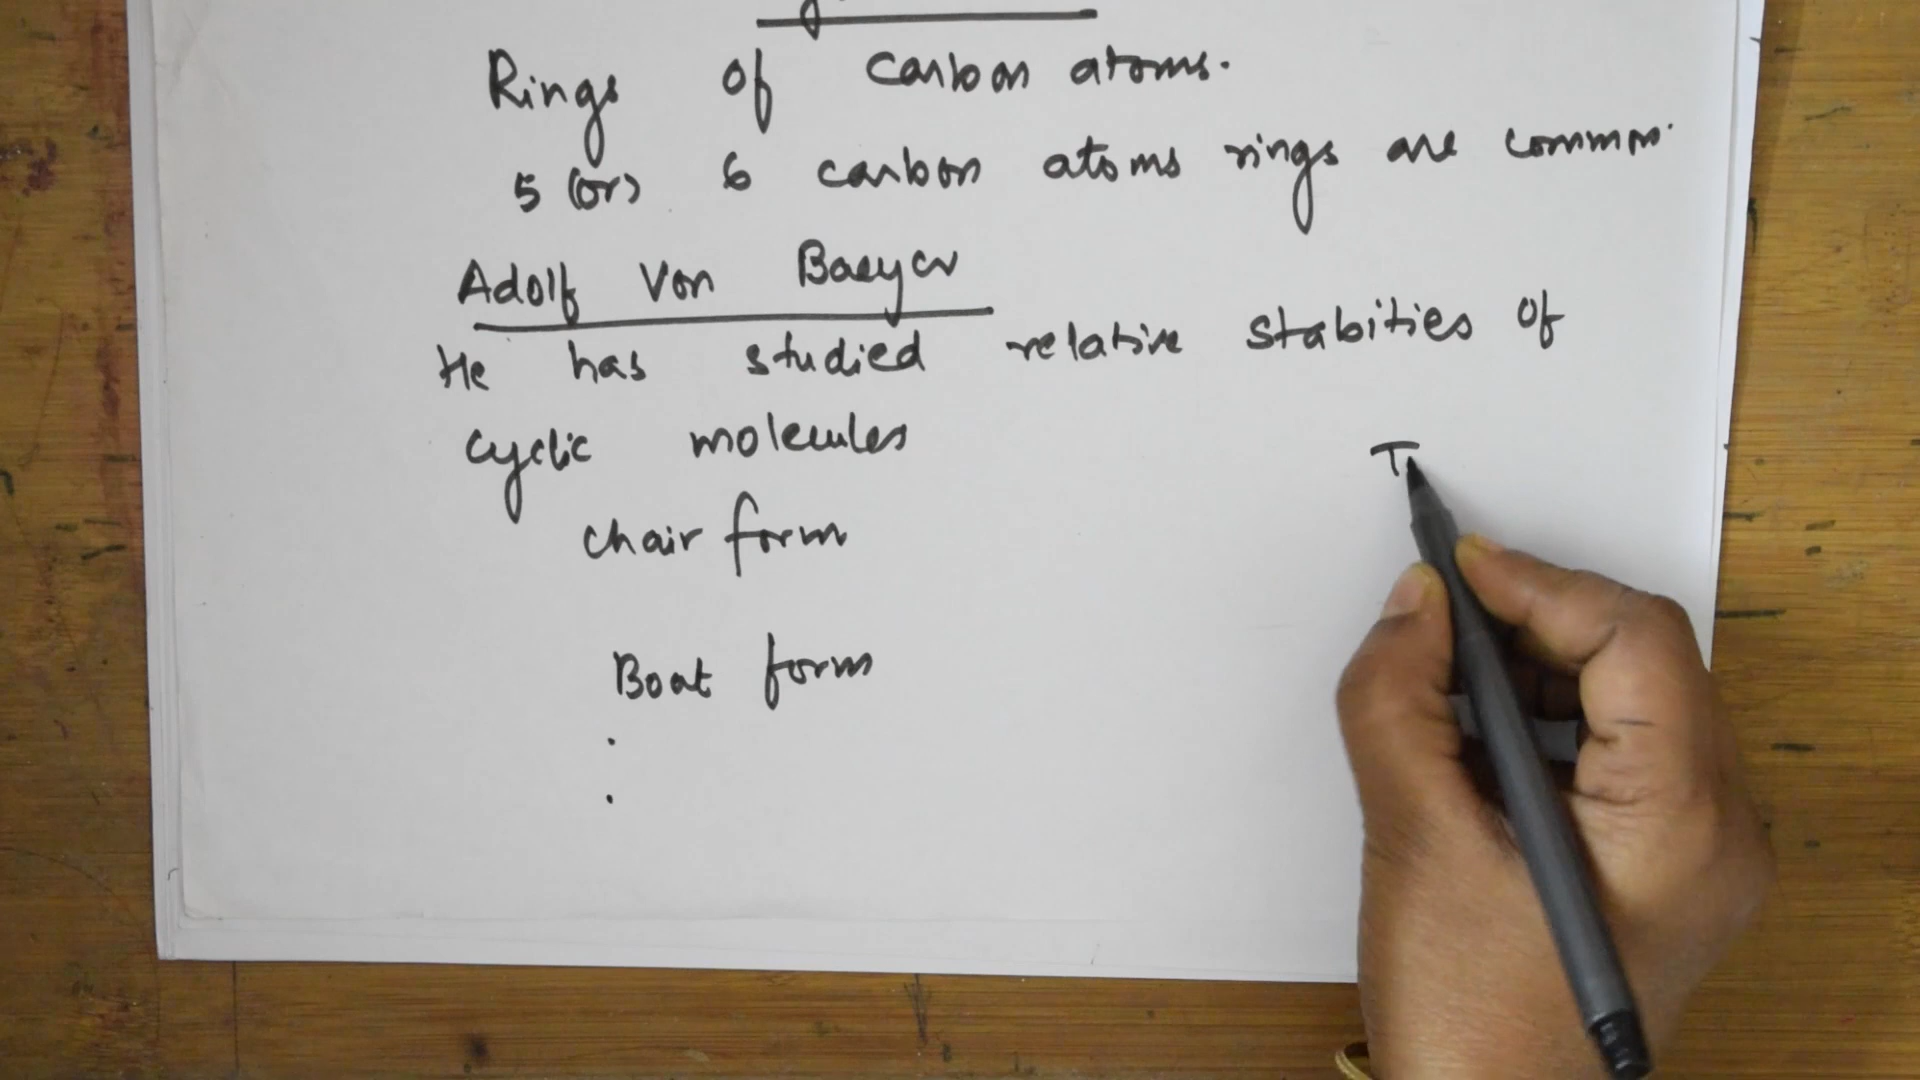 Rings of carbon atoms.
5 (or) 6 carbon atoms rings are common.
Adolf Von Baeyer
He has studied relative stabities of
cyclic molecules
T
chair form
Boat form